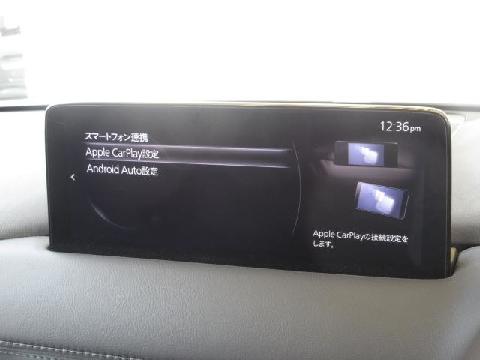 12:36pm
スマートフォン連携
Apple CarPlay設定
Android Auto設定
Apple CarPlayの接続設定を
します。